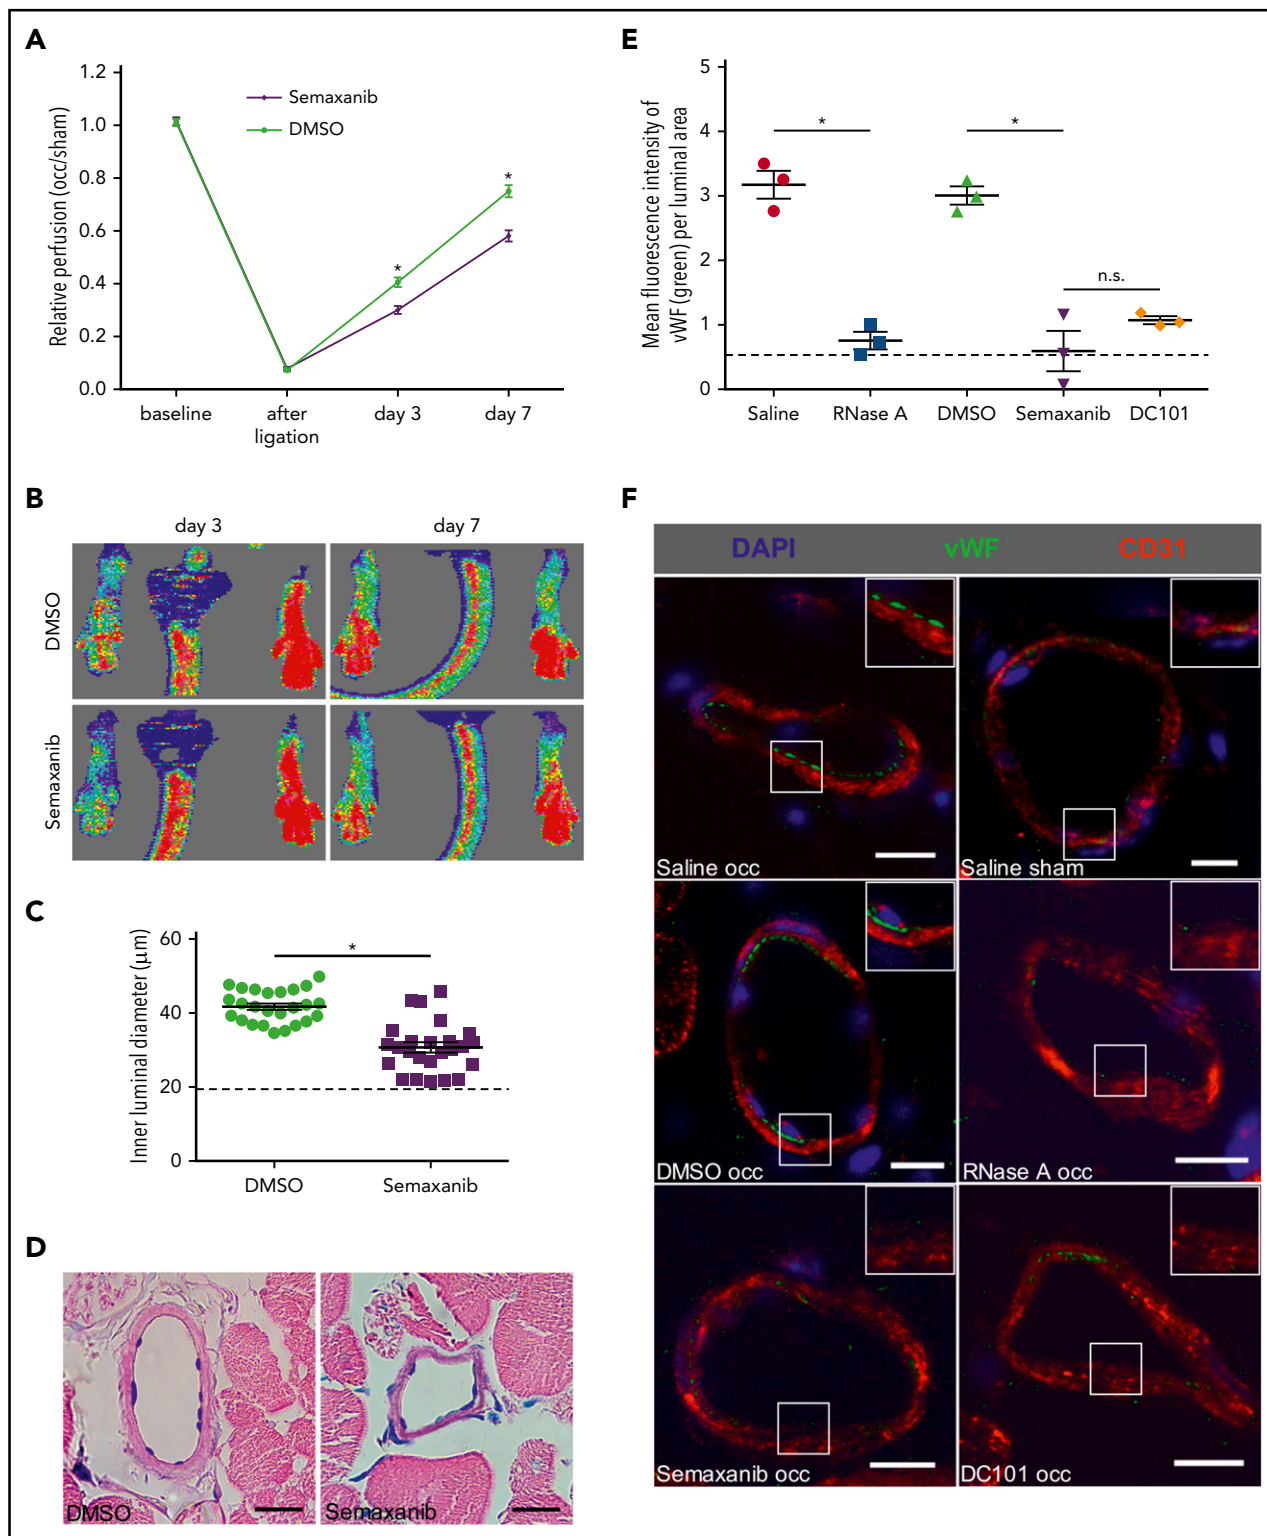 A
Relative perfusion (occ/sham)
1.2
1.0
0.8
0.6
0.4
0.2
0.0
Semaxanib
DMSO
*
*
baseline
after
ligation
day 3
day 7
B
day 3
day 7
DMSO
Semaxanib
C
Inner luminal diameter (μm)
60
40
20
0
*
DMSO
Semaxanib
D
DMSO
Semaxanib
E
Mean fluorescence intensity of
vWF (green) per luminal area
5
4
3
2
1
0
*
*
n.s.
Saline
RNase A
DMSO
Semaxanib
DC101
F
DAPI
vWF
CD31
Saline occ
Saline sham
DMSO occ
RNase A occ
Semaxanib occ
DC101 occ